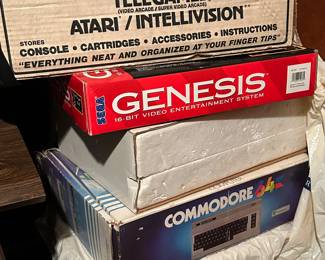 (VIDEO ARCADE / SUPER VIDEO ARCADE)
ATARI / INTELLIVISION
STORES
CONSOLE • CARTRIDGES • ACCESSORIES • INSTRUCTIONS
"EVERYTHING NEAT AND ORGANIZED AT YOUR FINGER TIPS"
SEGA
GENESIS
16-BIT VIDEO ENTERTAINMENT SYSTEM
COMMODORE 64